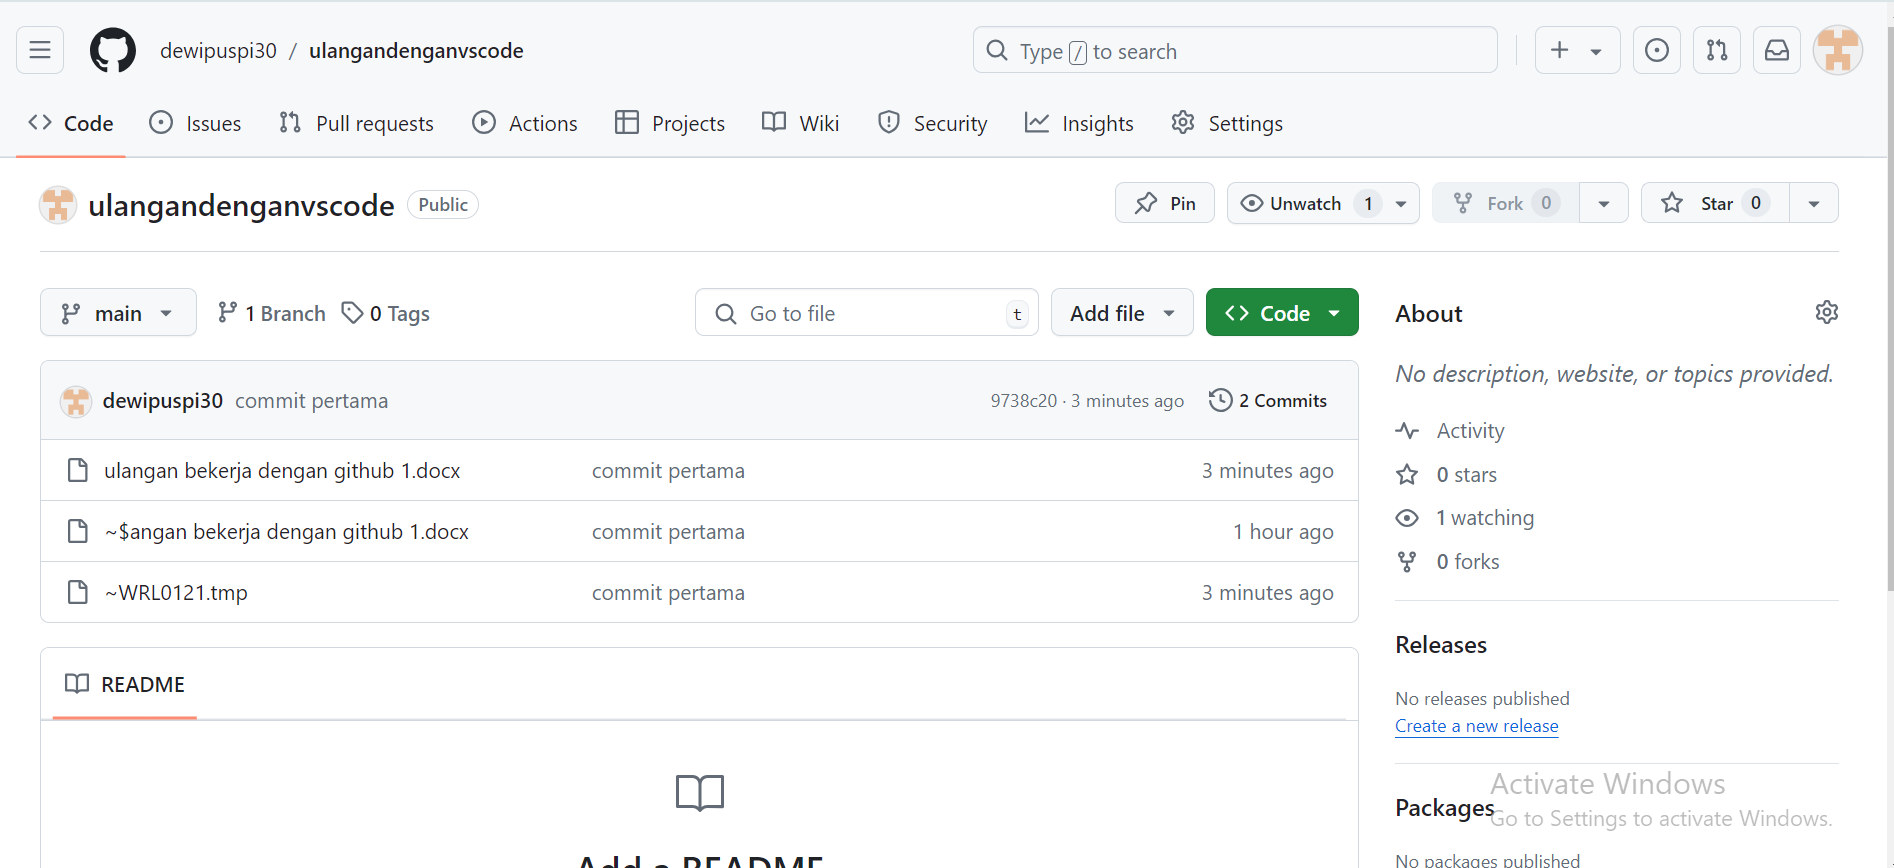 dewipuspi30 / ulangandenganvscode
Type / to search
Code Issues Pull requests Actions Projects Wiki Security Insights Settings
ulangandenganvscode Public
Pin Unwatch 1 Fork 0 Star 0
main 1 Branch 0 Tags
Go to file t Add file Code
dewipuspi30 commit pertama 9738c20 · 3 minutes ago 2 Commits
ulangan bekerja dengan github 1.docx commit pertama 3 minutes ago
~$angan bekerja dengan github 1.docx commit pertama 1 hour ago
~WRL0121.tmp commit pertama 3 minutes ago
README
Add a README
About
No description, website, or topics provided.
Activity
0 stars
1 watching
0 forks
Releases
No releases published
Create a new release
Packages
No packages published
Activate Windows
Go to Settings to activate Windows.